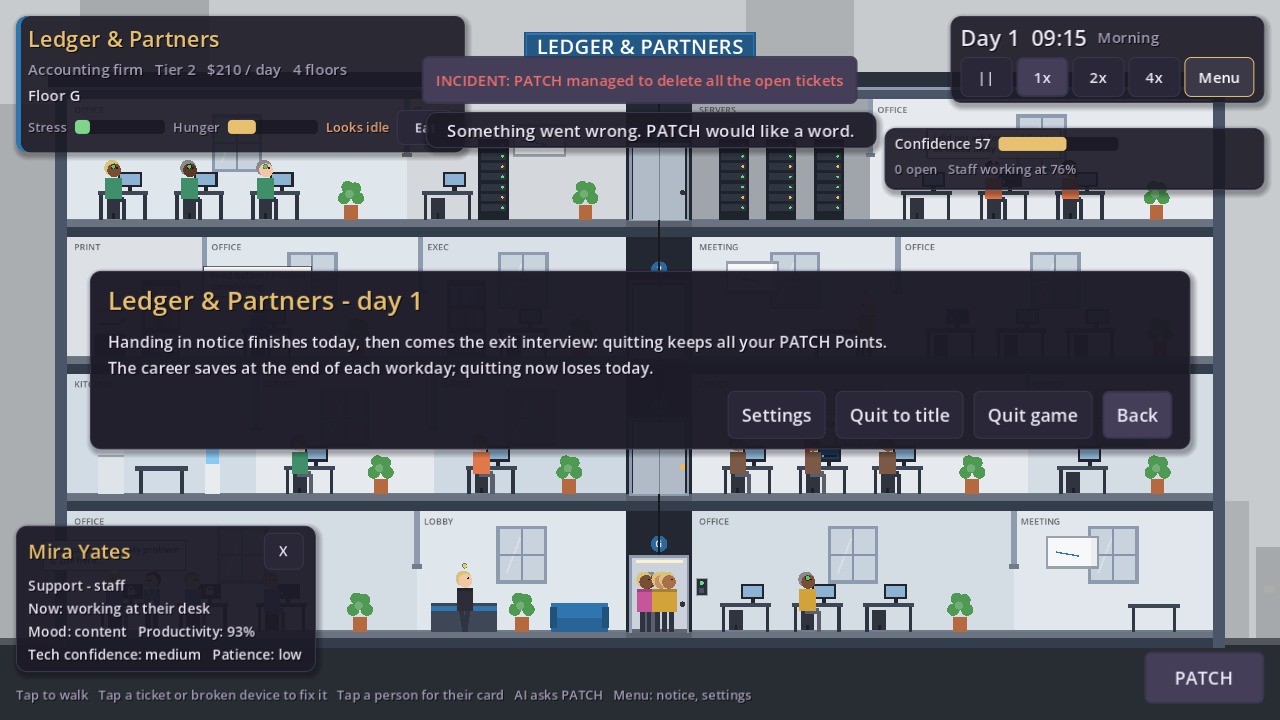 Ledger & Partners
Accounting firm Tier 2 $210 / day 4 floors
Floor G
Stress Hunger Looks idle
LEDGER & PARTNERS
INCIDENT: PATCH managed to delete all the open tickets
Something went wrong. PATCH would like a word.
Day 1 09:15 Morning
|| 1x 2x 4x Menu
Confidence 57
0 open Staff working at 76%
SERVERS
OFFICE
PRINT
OFFICE
EXEC
MEETING
OFFICE
Ledger & Partners - day 1
Handing in notice finishes today, then comes the exit interview: quitting keeps all your PATCH Points.
The career saves at the end of each workday; quitting now loses today.
Settings Quit to title Quit game Back
OFFICE
LOBBY
G
OFFICE
MEETING
Mira Yates
X
Support - staff
Now: working at their desk
Mood: content Productivity: 93%
Tech confidence: medium Patience: low
PATCH
Tap to walk Tap a ticket or broken device to fix it Tap a person for their card AI asks PATCH Menu: notice, settings